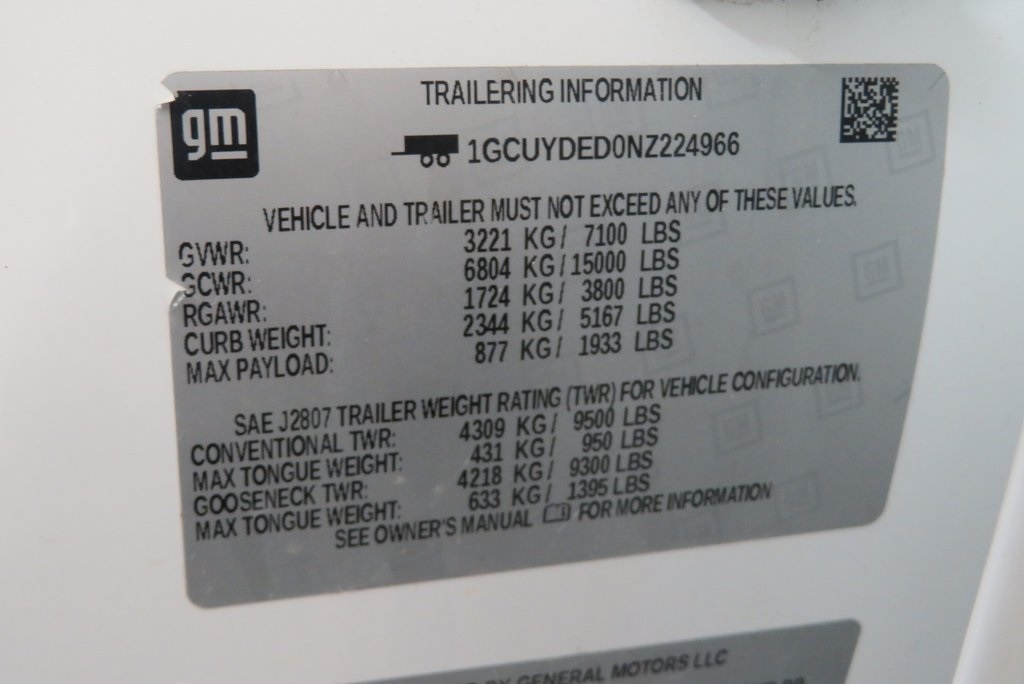 gm
TRAILERING INFORMATION
1GCUYDED0NZ224966
VEHICLE AND TRAILER MUST NOT EXCEED ANY OF THESE VALUES.
GVWR: 3221 KG/ 7100 LBS
GCWR: 6804 KG/ 15000 LBS
RGAWR: 1724 KG/ 3800 LBS
CURB WEIGHT: 2344 KG/ 5167 LBS
MAX PAYLOAD: 877 KG/ 1933 LBS
SAE J2807 TRAILER WEIGHT RATING (TWR) FOR VEHICLE CONFIGURATION.
CONVENTIONAL TWR: 4309 KG/ 9500 LBS
MAX TONGUE WEIGHT: 431 KG/ 950 LBS
GOOSENECK TWR: 4218 KG/ 9300 LBS
MAX TONGUE WEIGHT: 633 KG/ 1395 LBS
SEE OWNER'S MANUAL FOR MORE INFORMATION
BY GENERAL MOTORS LLC